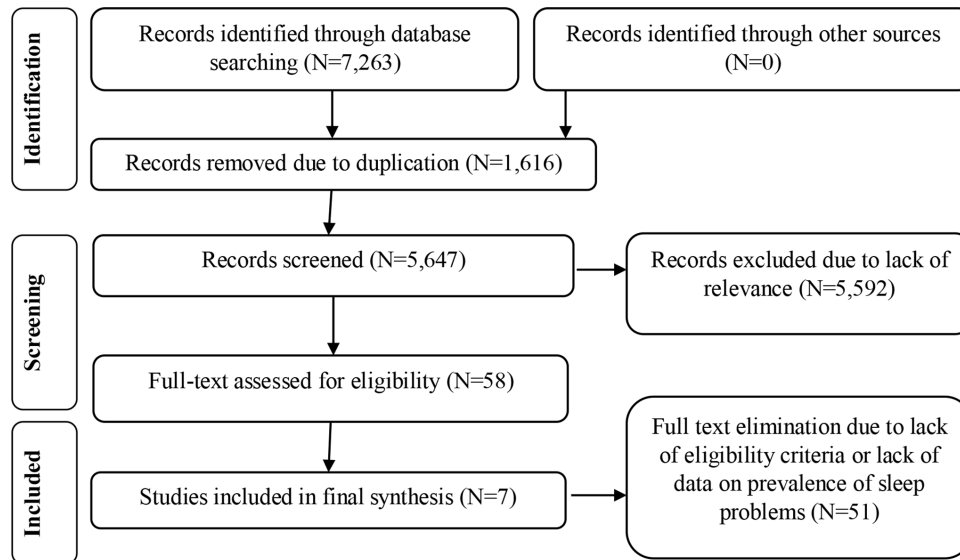 Identification
Records identified through database
searching (N=7,263)
Records identified through other sources
(N=0)
Records removed due to duplication (N=1,616)
Screening
Records screened (N=5,647)
Records excluded due to lack of
relevance (N=5,592)
Full-text assessed for eligibility (N=58)
Included
Studies included in final synthesis (N=7)
Full text elimination due to lack
of eligibility criteria or lack of
data on prevalence of sleep
problems (N=51)